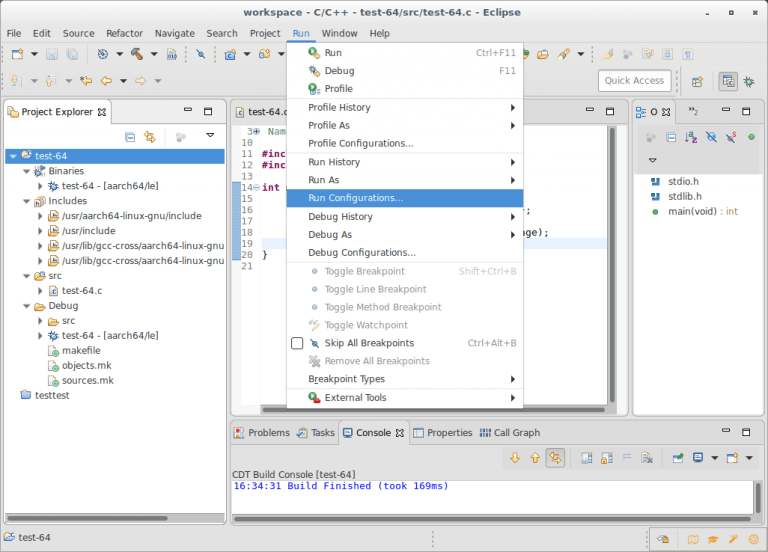 workspace - C/C++ - test-64/src/test-64.c - Eclipse
File Edit Source Refactor Navigate Search Project Run Window Help
Quick Access
Project Explorer
test-64
Binaries
test-64 - [aarch64/le]
Includes
/usr/aarch64-linux-gnu/include
/usr/include
/usr/lib/gcc-cross/aarch64-linux-gnu
/usr/lib/gcc-cross/aarch64-linux-gnu
src
test-64.c
Debug
src
test-64 - [aarch64/le]
makefile
objects.mk
sources.mk
testtest
test-64.c
3 Nam
10
11 #inc
12 #inc
13
14 int
15
16 ;
17
18 ge);
19
20 }
21
Run Ctrl+F11
Debug F11
Profile
Profile History
Profile As
Profile Configurations...
Run History
Run As
Run Configurations...
Debug History
Debug As
Debug Configurations...
Toggle Breakpoint Shift+Ctrl+B
Toggle Line Breakpoint
Toggle Method Breakpoint
Toggle Watchpoint
Skip All Breakpoints Ctrl+Alt+B
Remove All Breakpoints
Breakpoint Types
External Tools
O »2
stdio.h
stdlib.h
main(void) : int
Problems Tasks Console Properties Call Graph
CDT Build Console [test-64]
16:34:31 Build Finished (took 169ms)
test-64